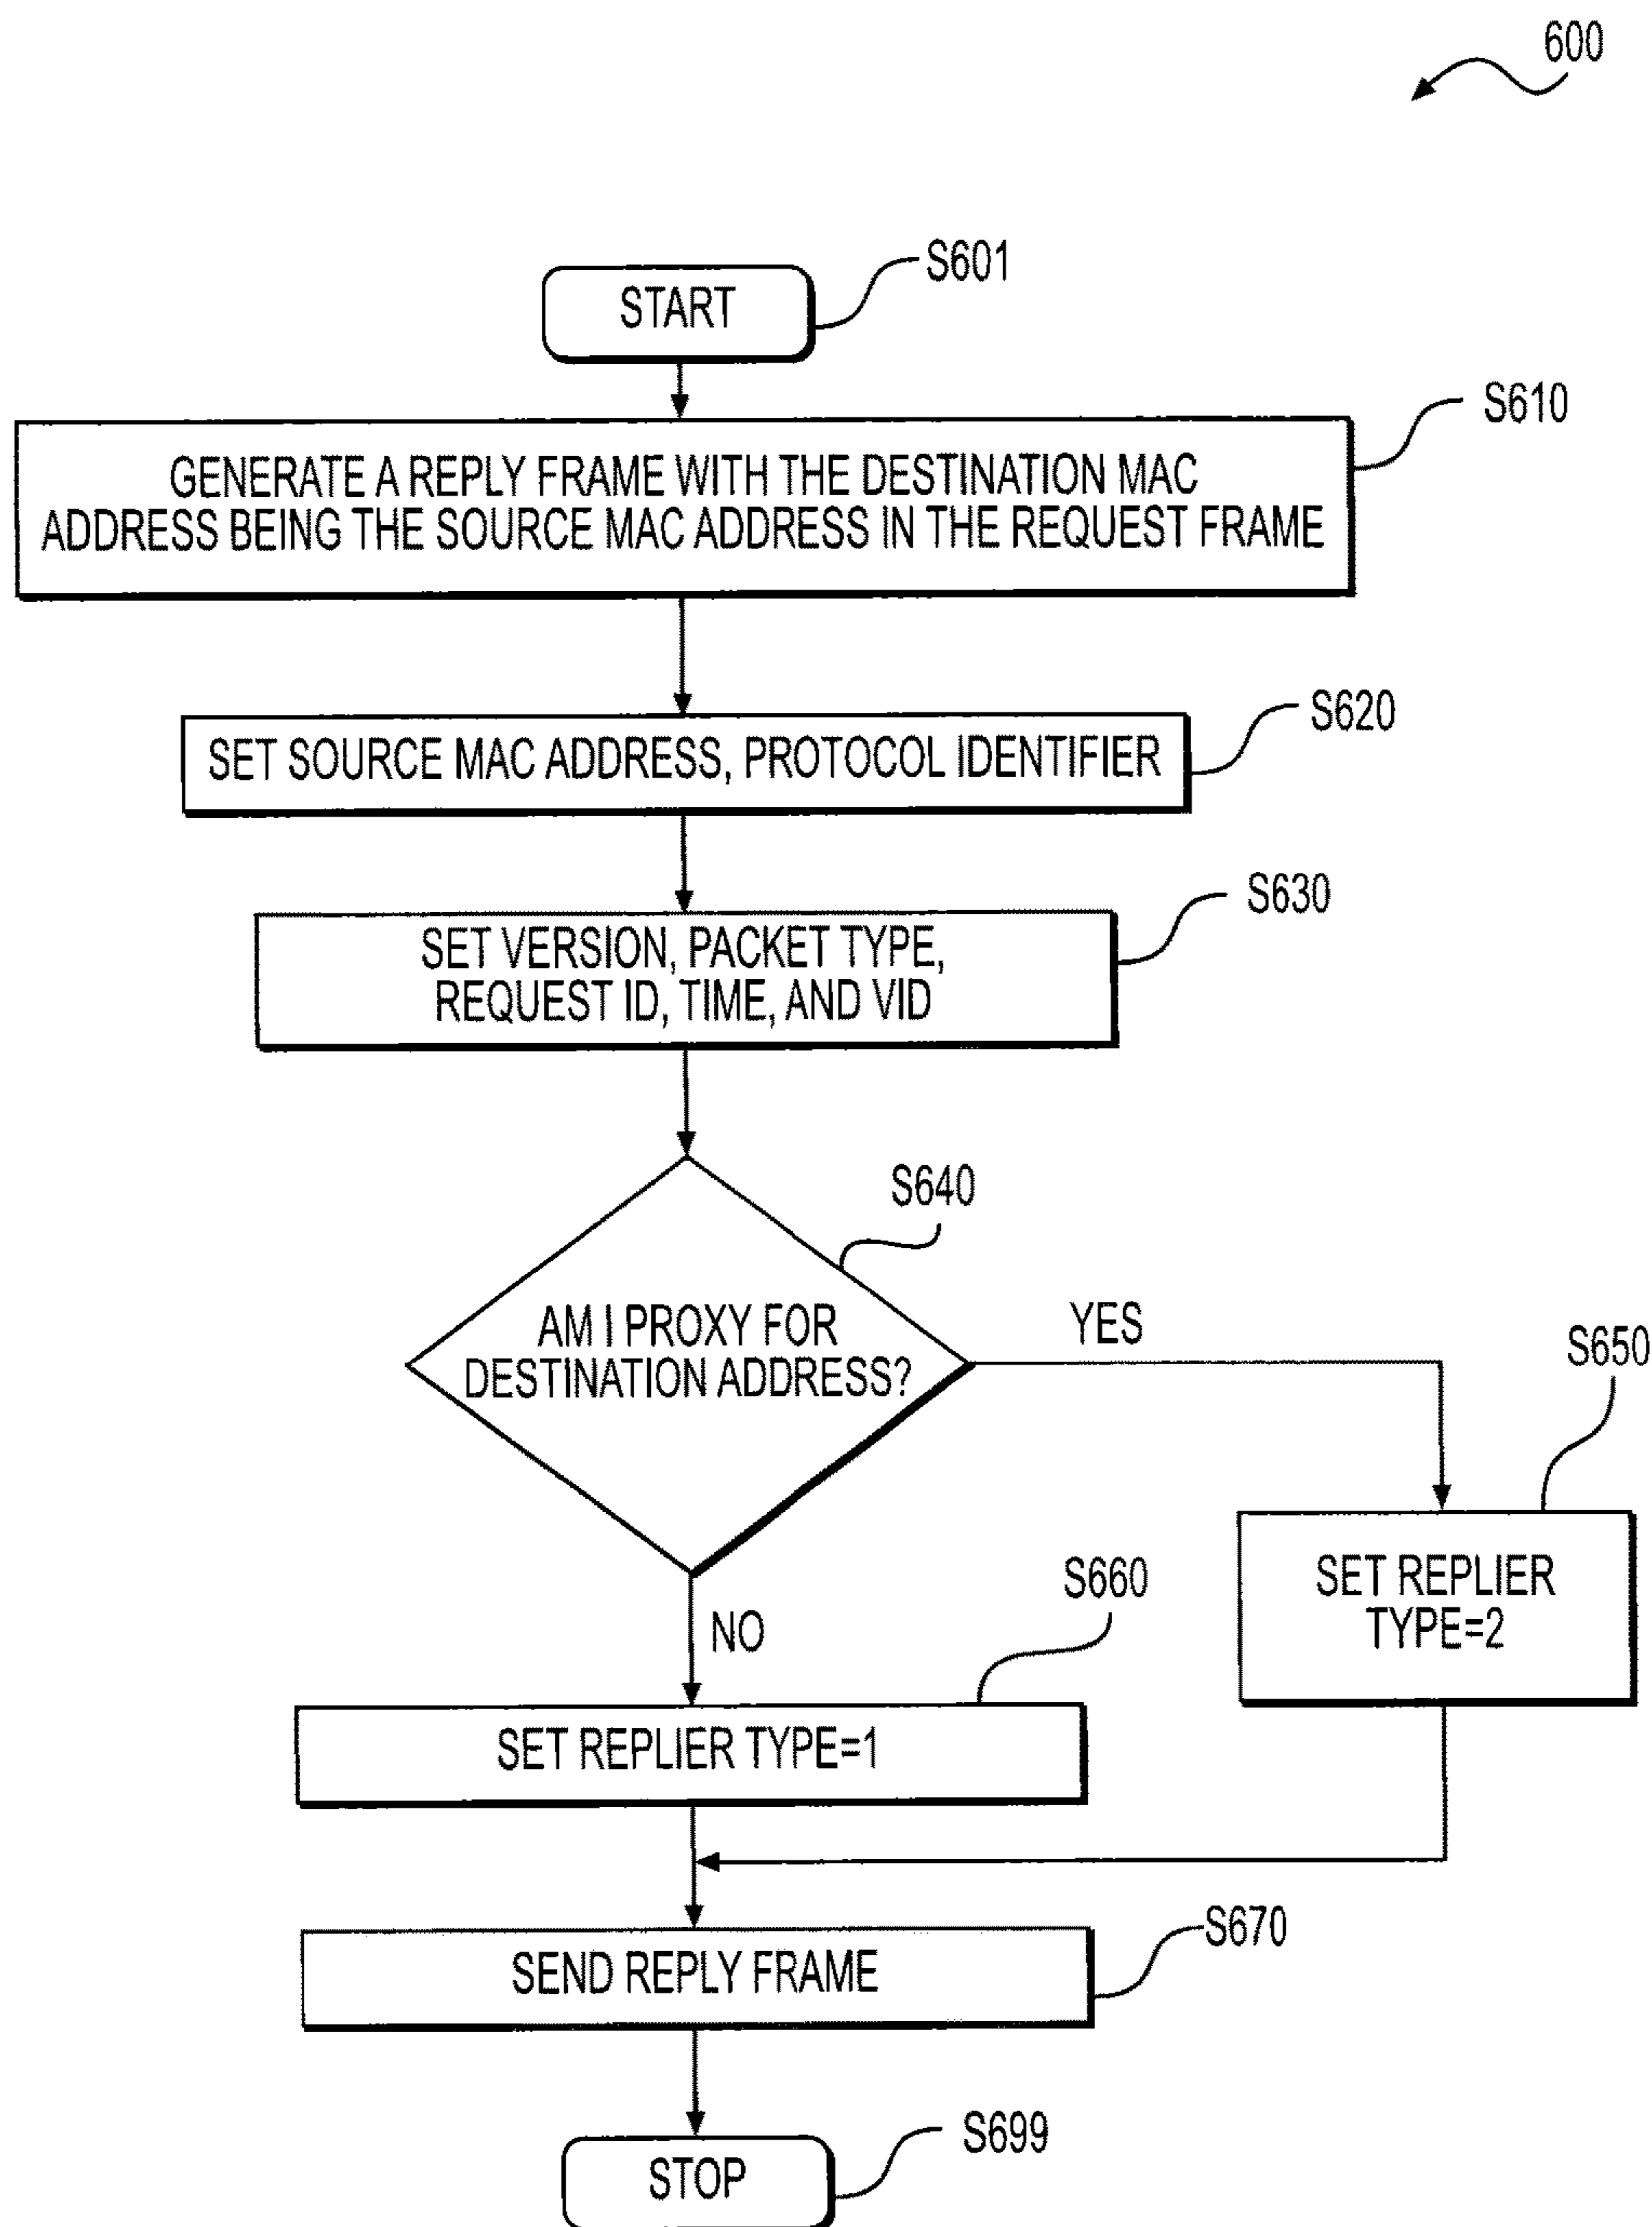 600
START
S601
S610
GENERATE A REPLY FRAME WITH THE DESTINATION MAC
ADDRESS BEING THE SOURCE MAC ADDRESS IN THE REQUEST FRAME
S620
SET SOURCE MAC ADDRESS, PROTOCOL IDENTIFIER
S630
SET VERSION, PACKET TYPE,
REQUEST ID, TIME, AND VID
S640
AM I PROXY FOR
DESTINATION ADDRESS?
YES
S650
SET REPLIER
TYPE=2
NO
S660
SET REPLIER TYPE=1
S670
SEND REPLY FRAME
S699
STOP